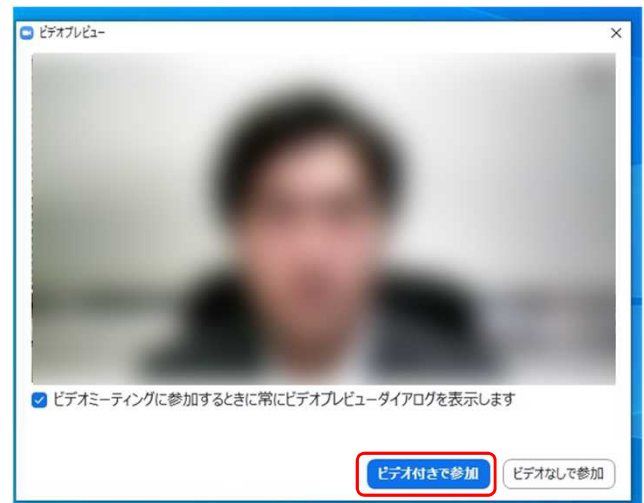 ビデオプレビュー
ビデオミーティングに参加するときに常にビデオプレビューダイアログを表示します
ビデオ付きで参加
ビデオなしで参加